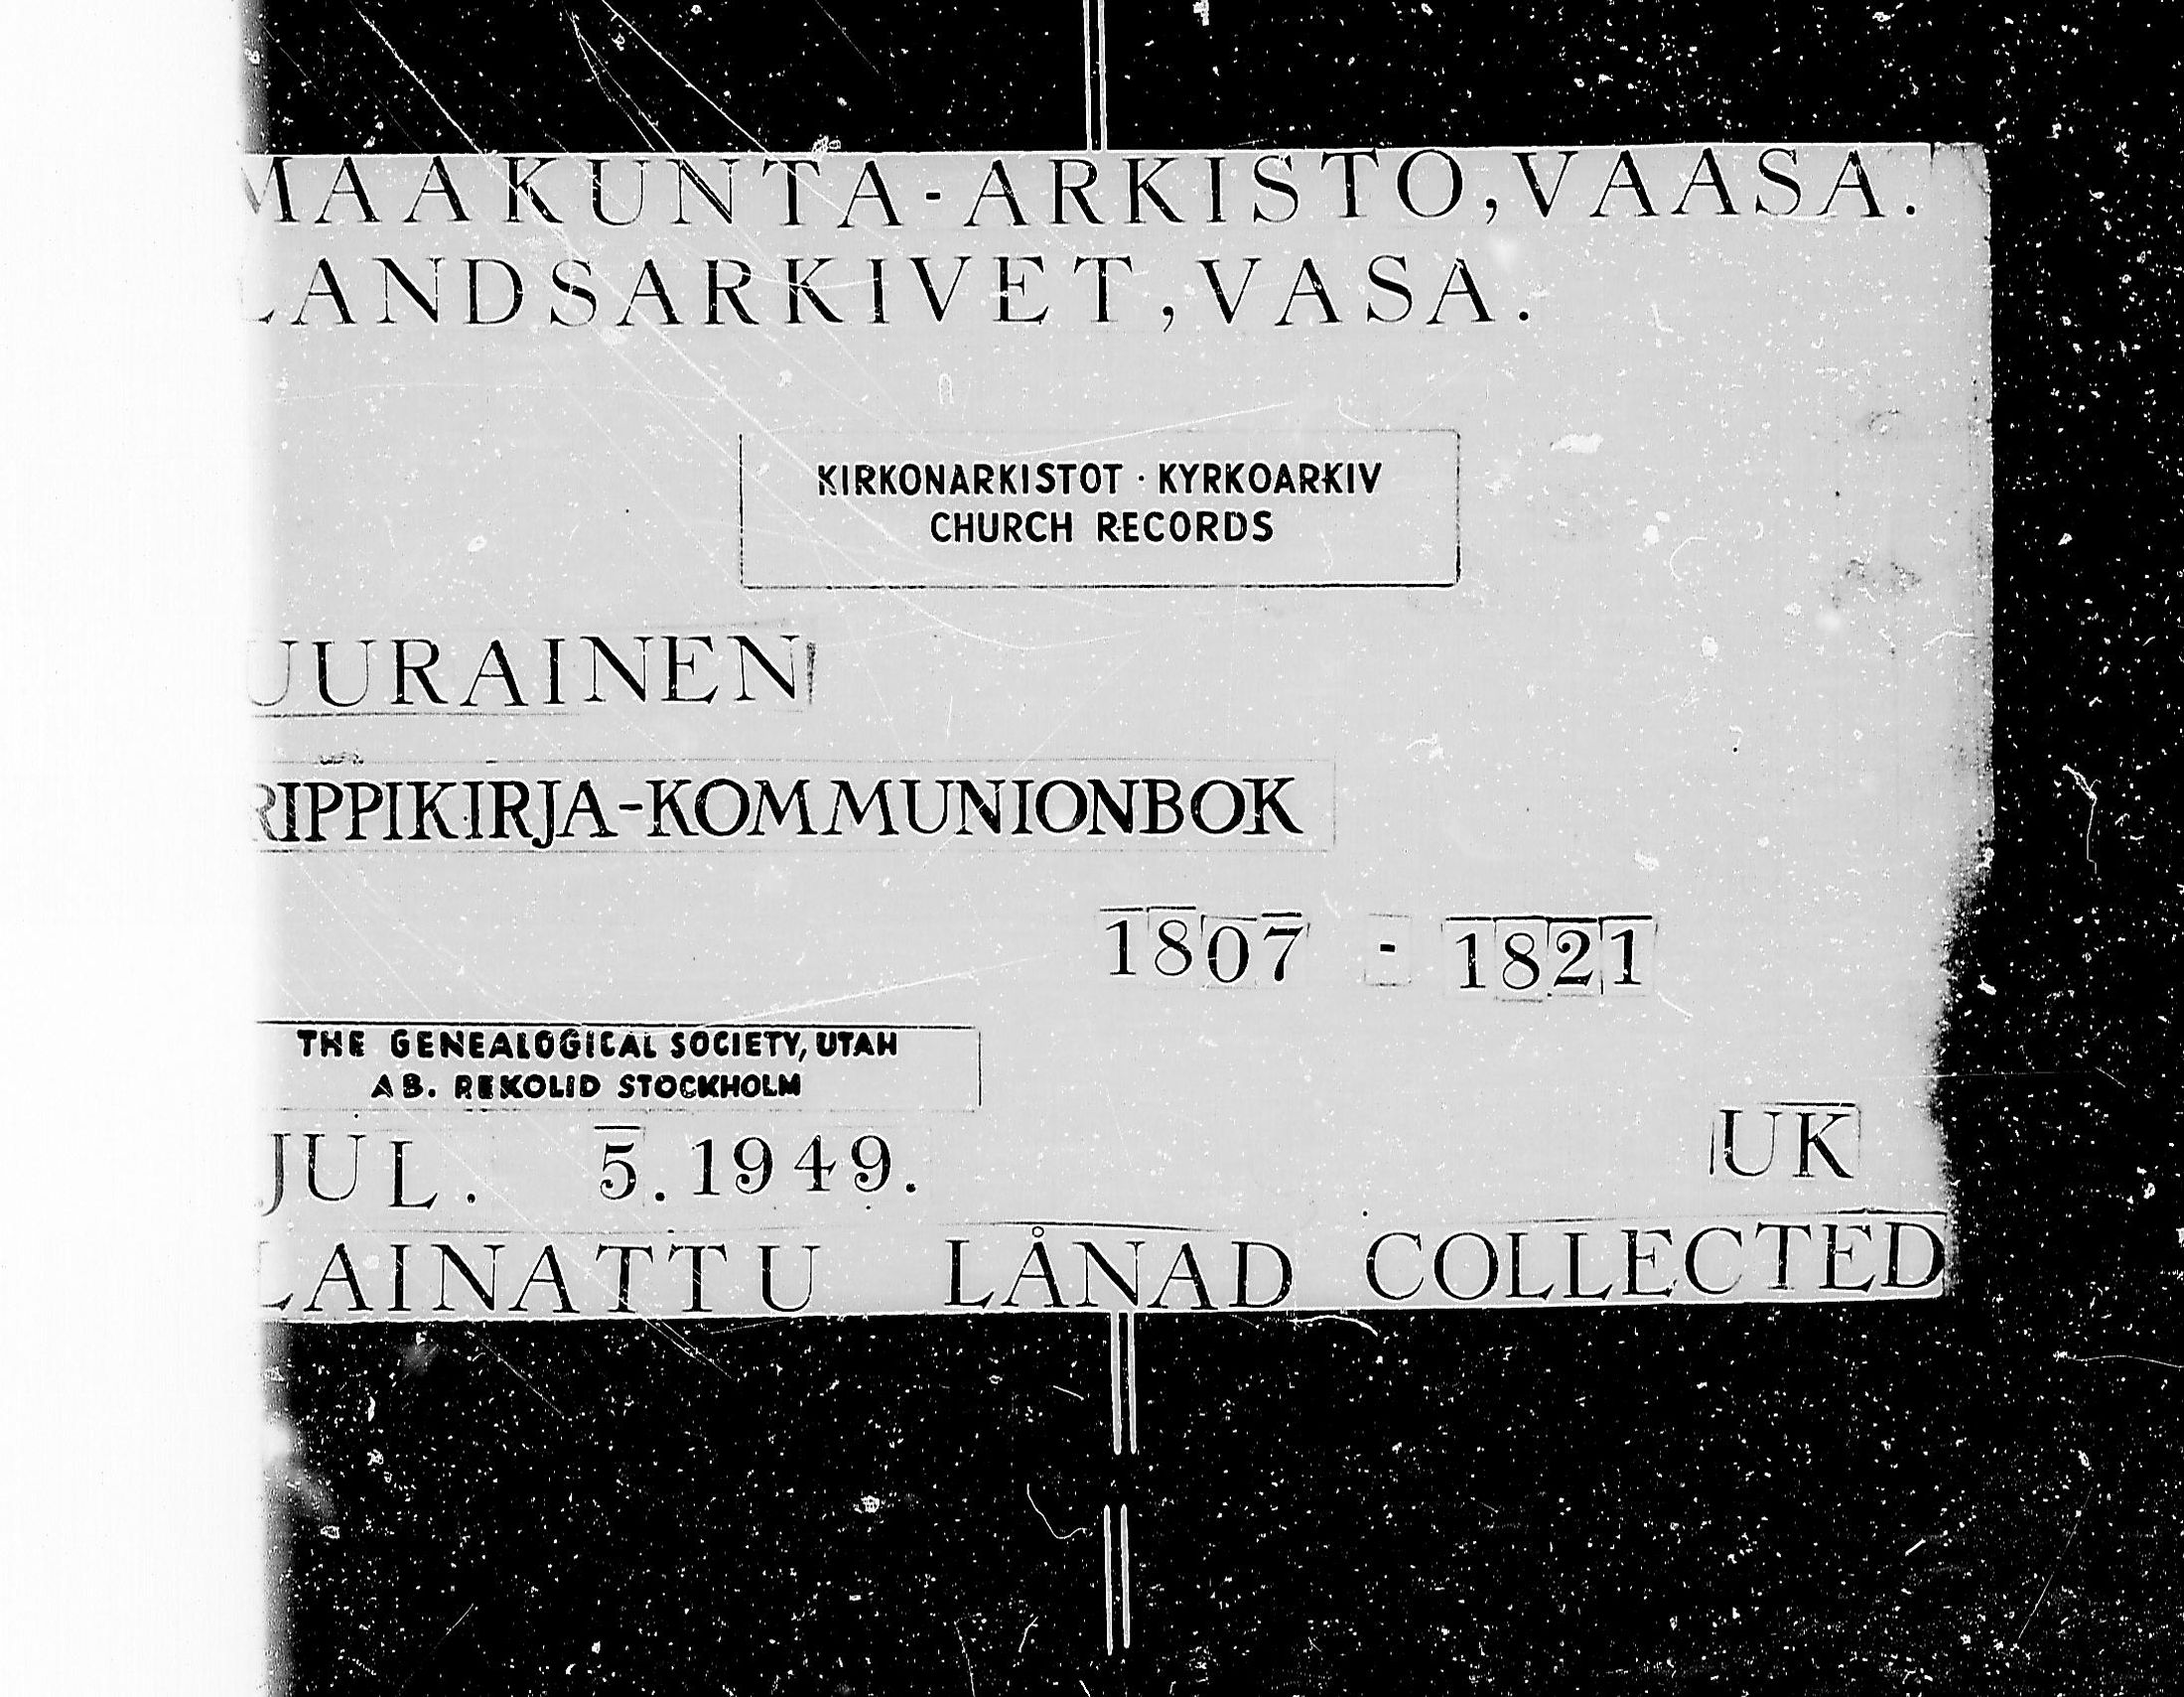 MAAKUNTA-ARKISTO, VAASA.
LANDSARKIVET, VASA.
KIRKONARKISTOT · KYRKOARKIV
CHURCH RECORDS
UURAINEN
RIPPIKIRJA-KOMMUNIONBOK
1807 - 1821
THE GENEALOGICAL SOCIETY, UTAH
AB. REKOLID STOCKHOLM
JUL. 5. 1949.
UK
LAINATTU LÅNAD COLLECTED